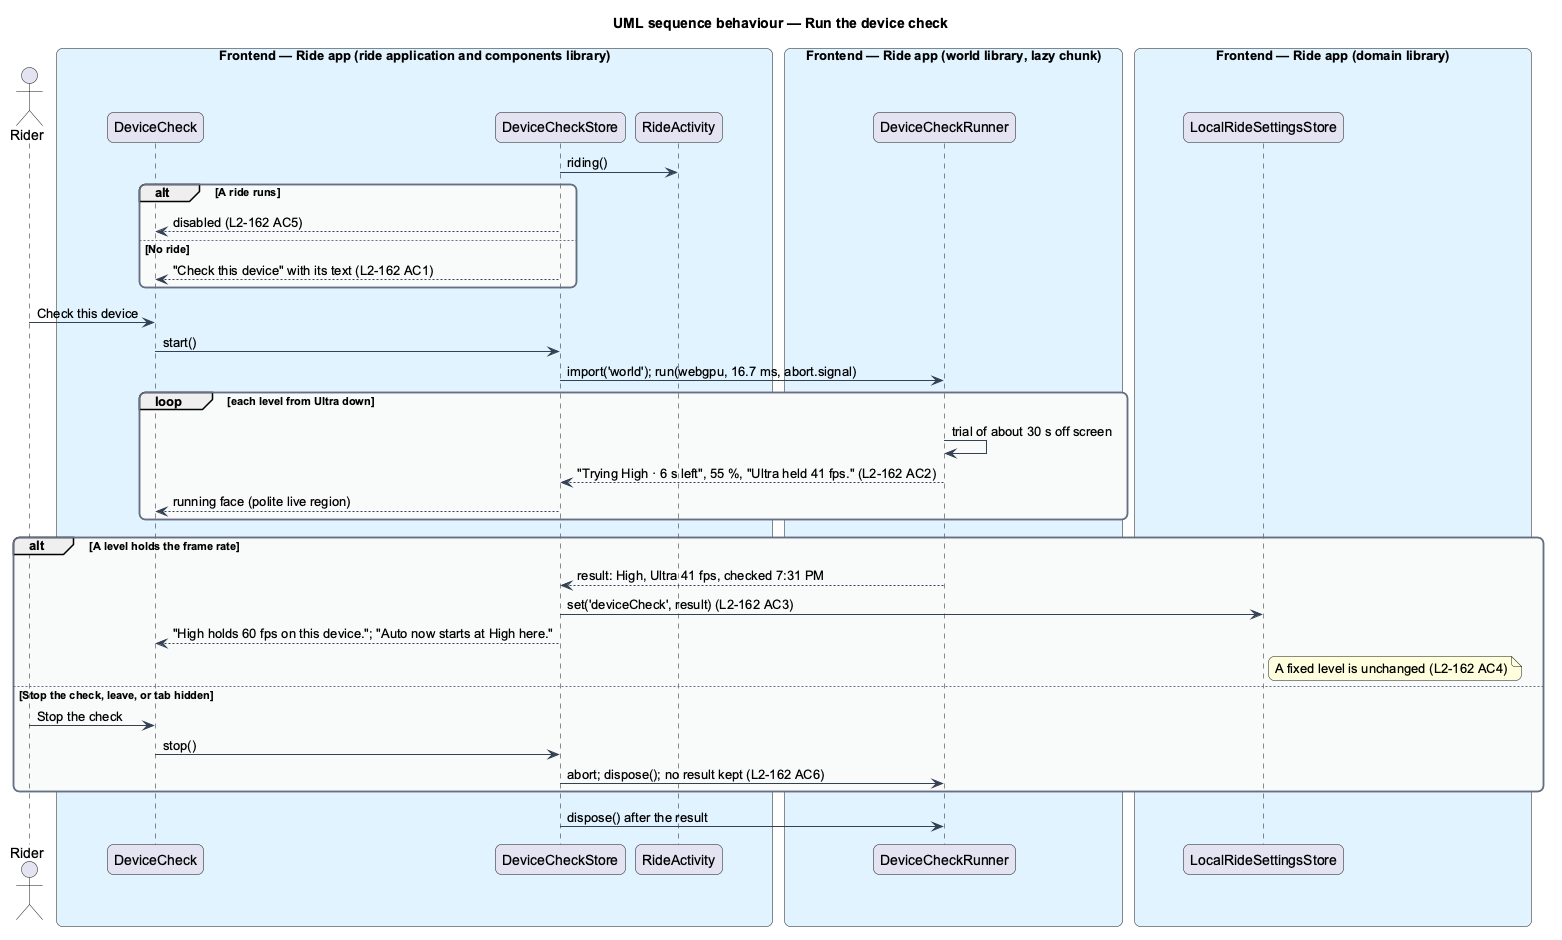 UML sequence behaviour — Run the device check
Frontend — Ride app (ride application and components library)
Frontend — Ride app (world library, lazy chunk)
Frontend — Ride app (domain library)
Rider
DeviceCheck
DeviceCheckStore
RideActivity
DeviceCheckRunner
LocalRideSettingsStore
riding()
alt
[A ride runs]
disabled (L2-162 AC5)
[No ride]
"Check this device" with its text (L2-162 AC1)
Check this device
start()
import('world'); run(webgpu, 16.7 ms, abort.signal)
loop
[each level from Ultra down]
trial of about 30 s off screen
"Trying High · 6 s left", 55 %, "Ultra held 41 fps." (L2-162 AC2)
running face (polite live region)
alt
[A level holds the frame rate]
result: High, Ultra 41 fps, checked 7:31 PM
set('deviceCheck', result) (L2-162 AC3)
"High holds 60 fps on this device."; "Auto now starts at High here."
A fixed level is unchanged (L2-162 AC4)
[Stop the check, leave, or tab hidden]
Stop the check
stop()
abort; dispose(); no result kept (L2-162 AC6)
dispose() after the result
Rider
DeviceCheck
DeviceCheckStore
RideActivity
DeviceCheckRunner
LocalRideSettingsStore